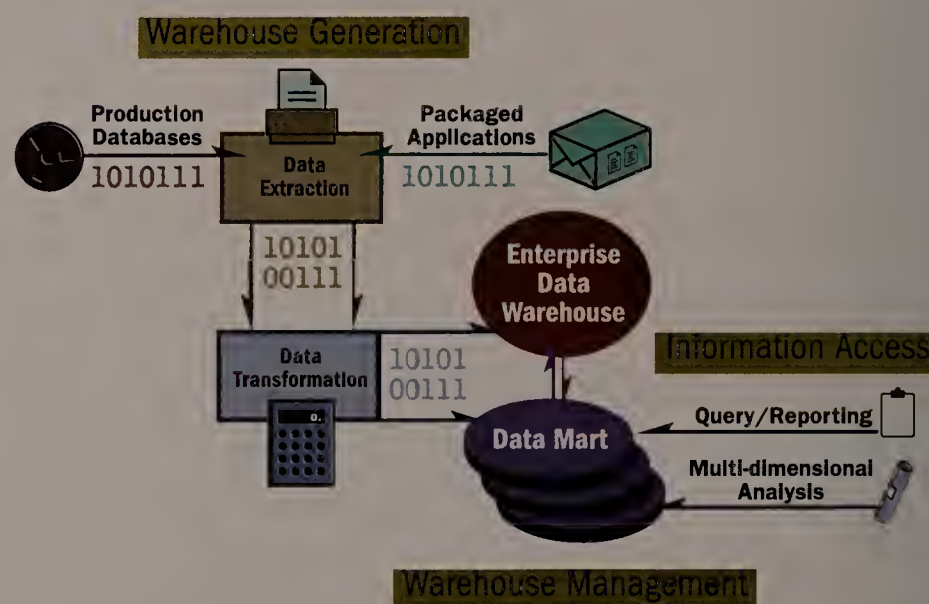 Warehouse Generation
Production
Databases
1010111
Data
Extraction
Packaged
Applications
1010111
10101
00111
Enterprise
Data
Warehouse
Data
Transformation
0.
10101
00111
Information Access
Data Mart
Query/Reporting
Multi-dimensional
Analysis
Warehouse Management